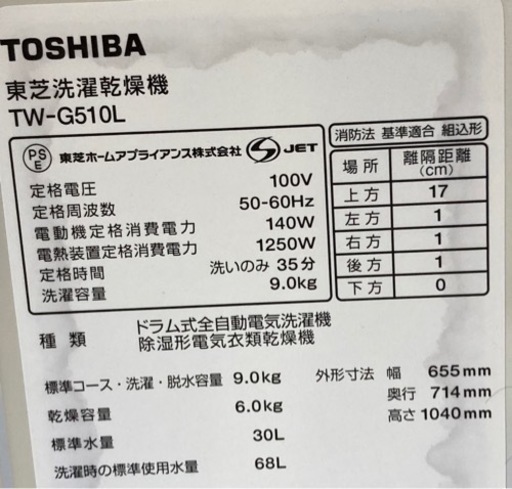 TOSHIBA
東芝洗濯乾燥機
TW-G510L
PS
E
東芝ホームアプライアンス株式会社 JET
定格電圧 100V
定格周波数 50-60Hz
電動機定格消費電力 140W
電熱装置定格消費電力 1250W
定格時間 洗いのみ 35分
洗濯容量 9.0kg
消防法 基準適合 組込形
場所 離隔距離(cm)
上方 17
左方 1
右方 1
後方 1
下方 0
種類 ドラム式全自動電気洗濯機
除湿形電気衣類乾燥機
標準コース・洗濯・脱水容量 9.0kg
乾燥容量 6.0kg
標準水量 30L
洗濯時の標準使用水量 68L
外形寸法 幅 655mm
奥行 714mm
高さ 1040mm